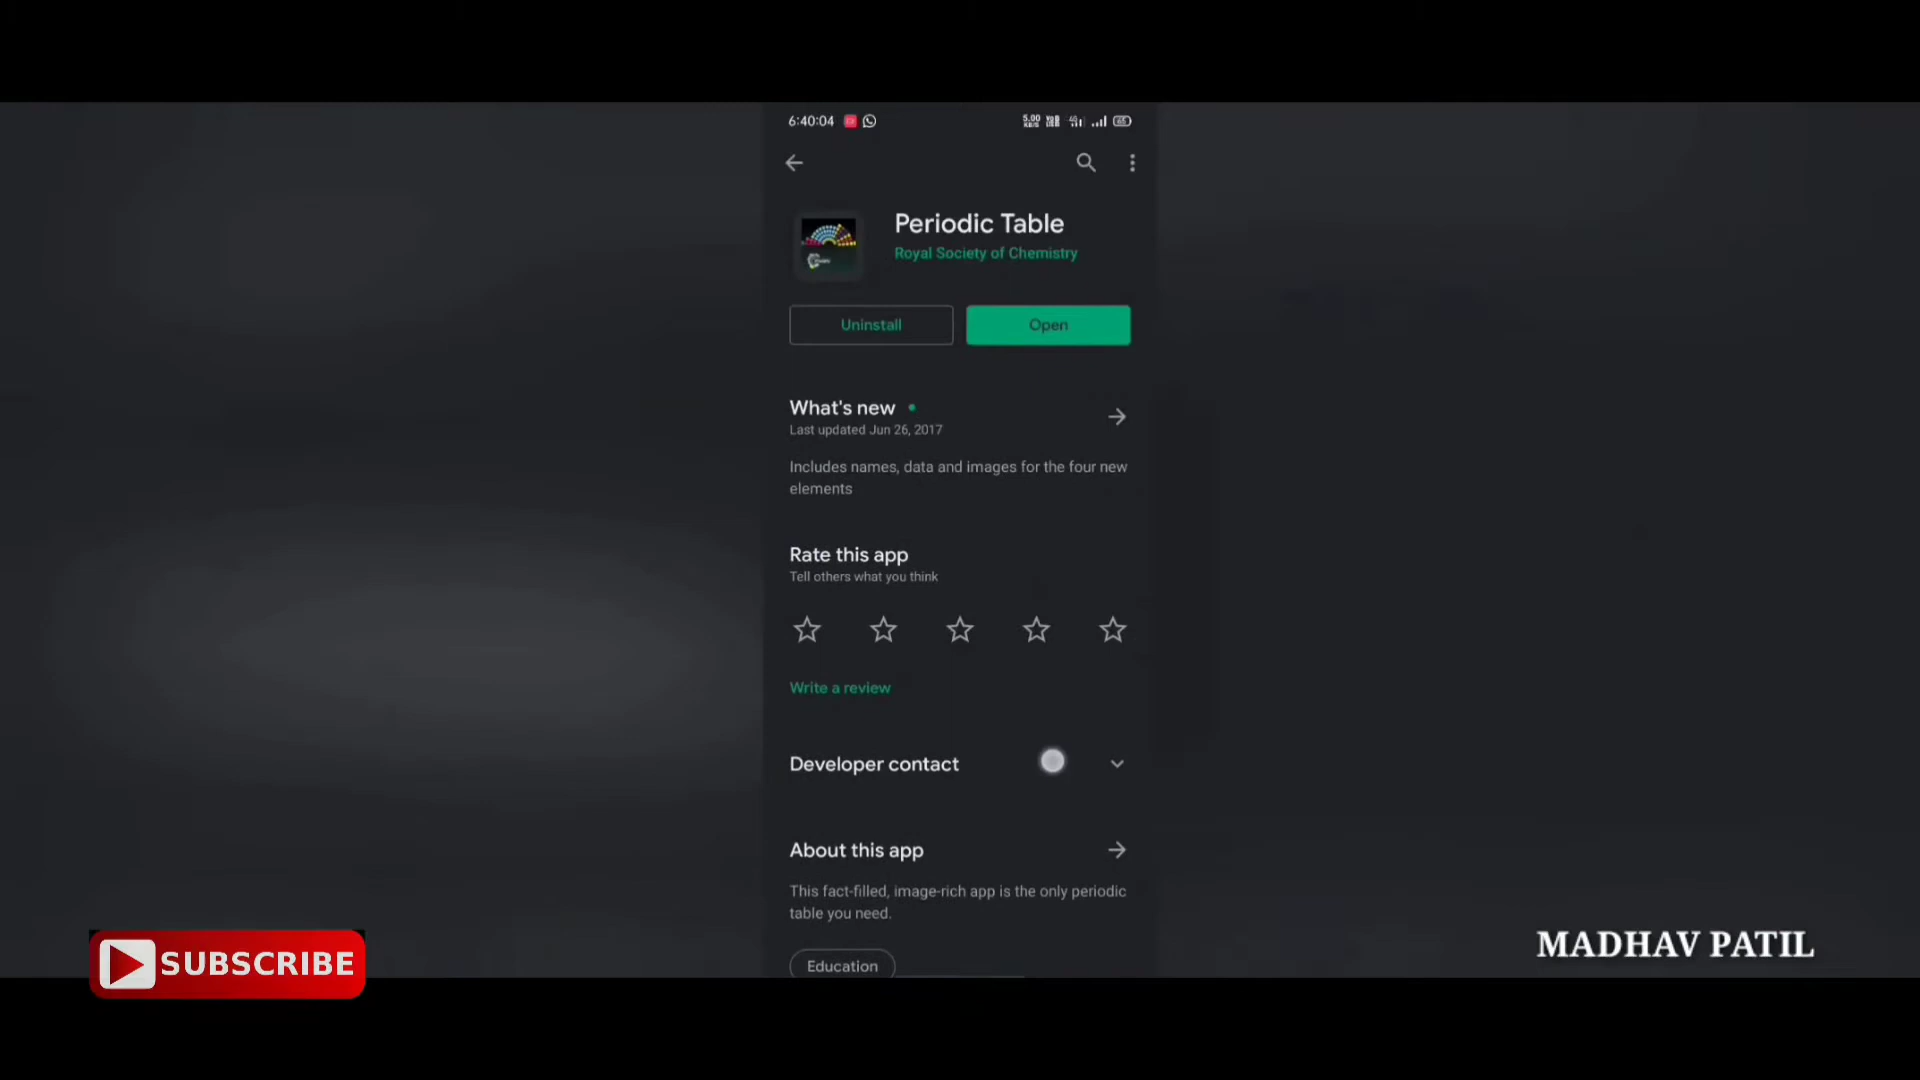 6:40:04
Periodic Table
Royal Society of Chemistry
Uninstall
Open
What's new
Last updated Jun 26, 2017
Includes names, data and images for the four new
elements
Rate this app
Tell others what you think
Write a review
Developer contact
About this app
This fact-filled, image-rich app is the only periodic
table you need.
Education
SUBSCRIBE
MADHAV PATIL